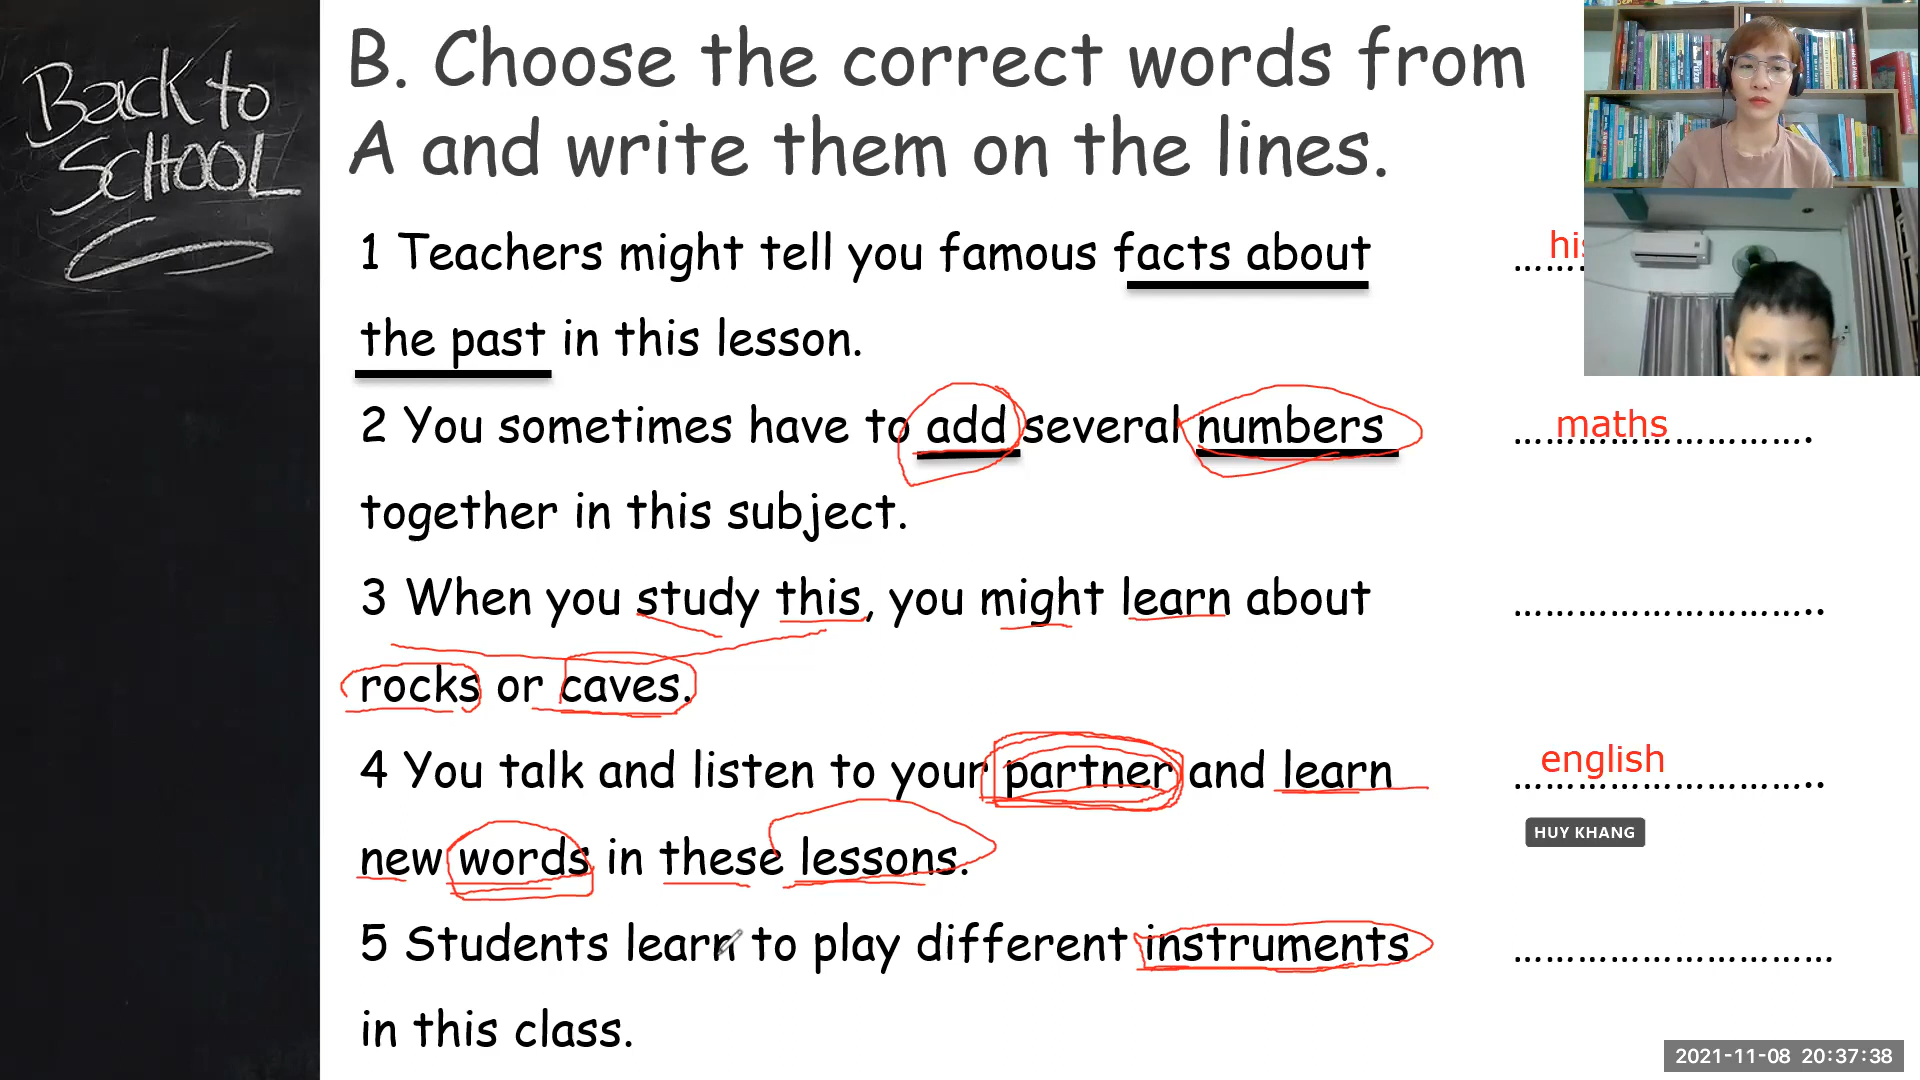 Back to
SCHOOL
B. Choose the correct words from
A and write them on the lines.
1 Teachers might tell you famous facts about
the past in this lesson.
2 You sometimes have to add several numbers
maths
together in this subject.
3 When you study this, you might learn about
rocks or caves.
4 You talk and listen to your partner and learn
english
HUY KHANG
new words in these lessons.
5 Students learn to play different instruments
in this class.
2021-11-08 20:37:38